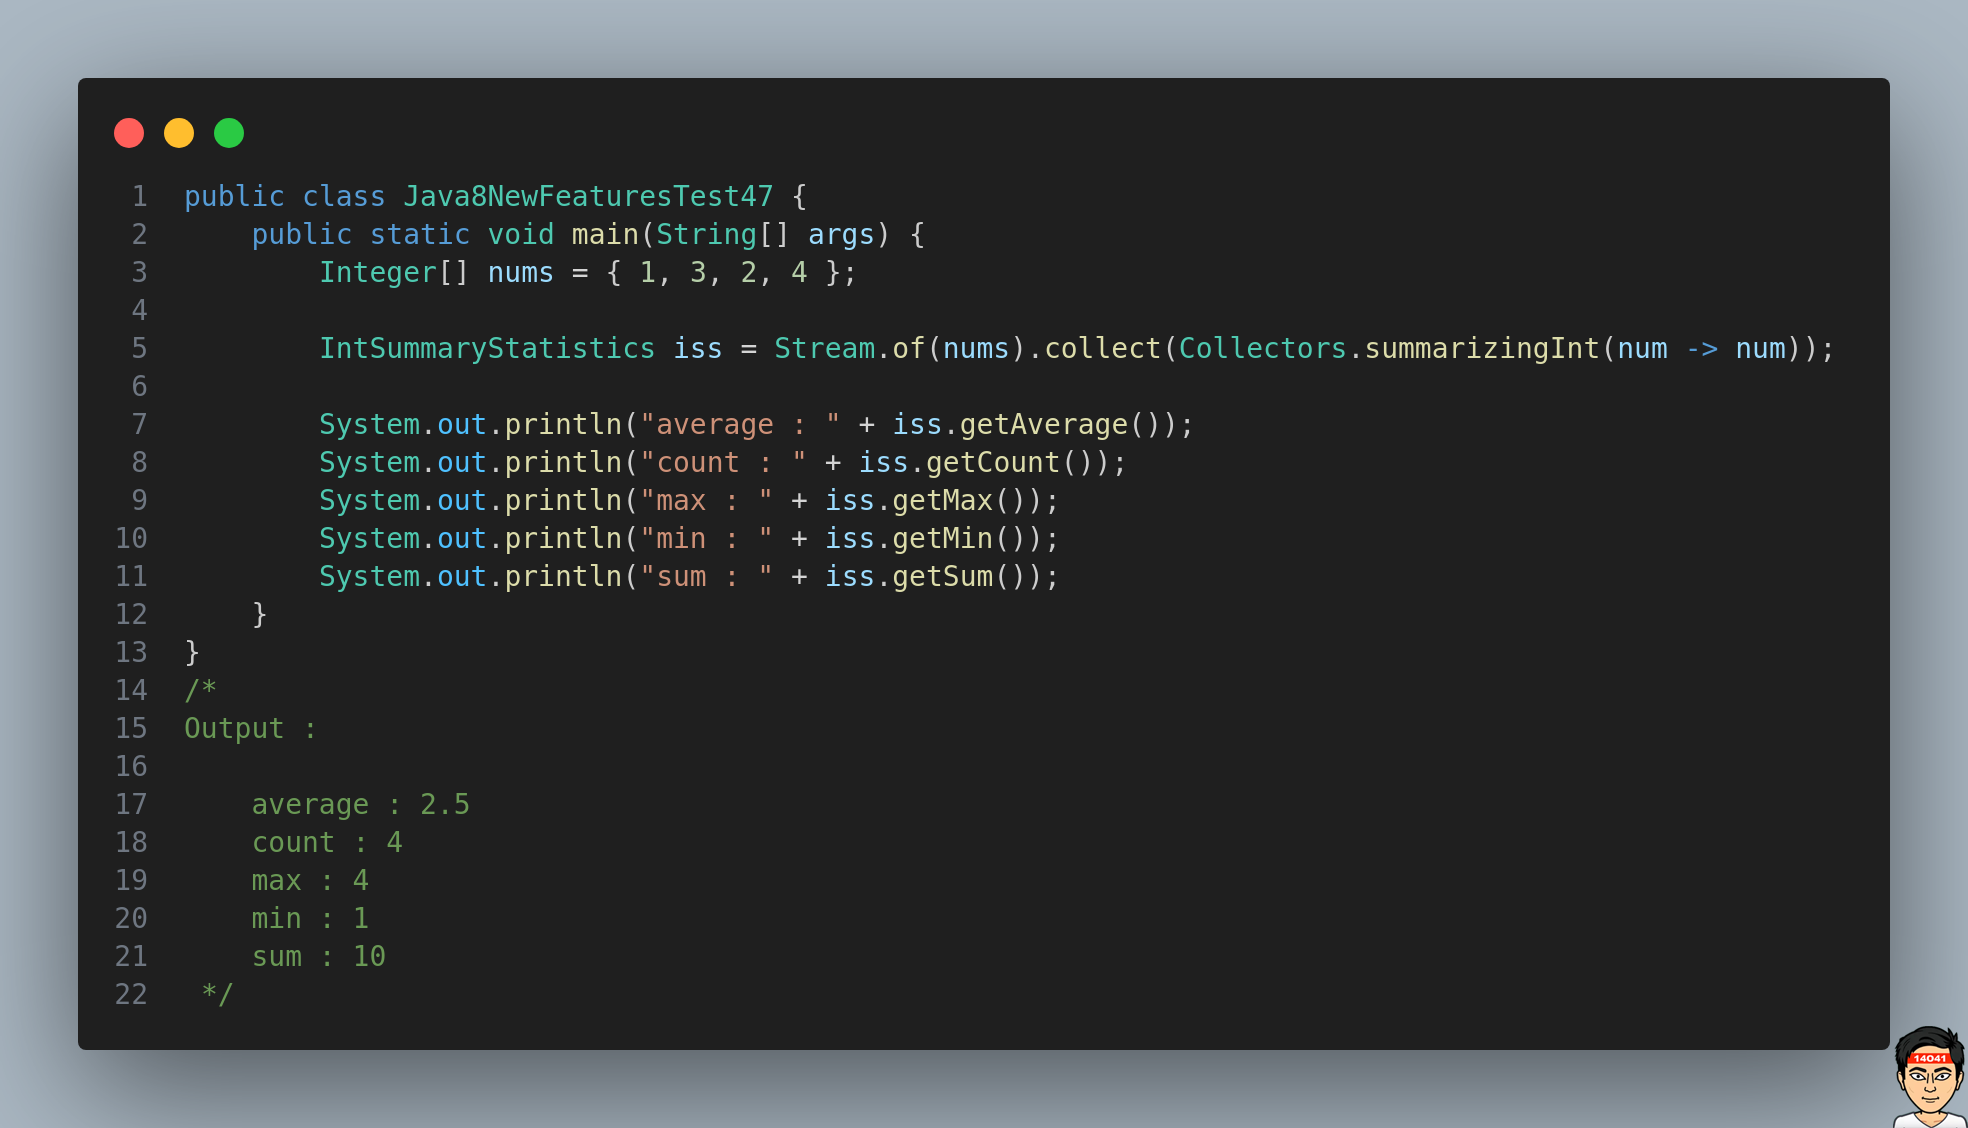 1 public class Java8NewFeaturesTest47 {
2     public static void main(String[] args) {
3         Integer[] nums = { 1, 3, 2, 4 };
4
5         IntSummaryStatistics iss = Stream.of(nums).collect(Collectors.summarizingInt(num -> num));
6
7         System.out.println("average : " + iss.getAverage());
8         System.out.println("count : " + iss.getCount());
9         System.out.println("max : " + iss.getMax());
10         System.out.println("min : " + iss.getMin());
11         System.out.println("sum : " + iss.getSum());
12     }
13 }
14 /*
15 Output :
16
17     average : 2.5
18     count : 4
19     max : 4
20     min : 1
21     sum : 10
22  */
14041